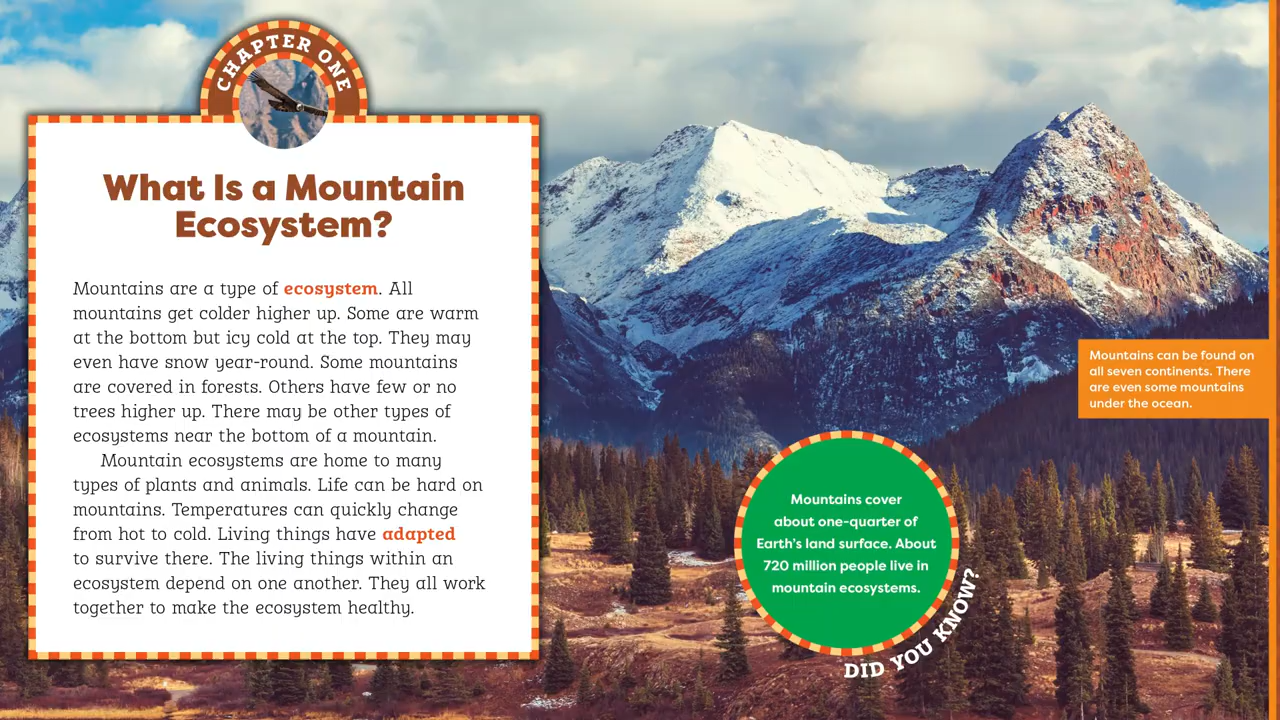 CHAPTER ONE
What Is a Mountain
Ecosystem?
Mountains are a type of ecosystem. All
mountains get colder higher up. Some are warm
at the bottom but icy cold at the top. They may
even have snow year-round. Some mountains
are covered in forests. Others have few or no
trees higher up. There may be other types of
ecosystems near the bottom of a mountain.
Mountain ecosystems are home to many
types of plants and animals. Life can be hard on
mountains. Temperatures can quickly change
from hot to cold. Living things have adapted
to survive there. The living things within an
ecosystem depend on one another. They all work
together to make the ecosystem healthy.
Mountains can be found on
all seven continents. There
are even some mountains
under the ocean.
Mountains cover
about one-quarter of
Earth's land surface. About
720 million people live in
mountain ecosystems.
DID YOU KNOW?